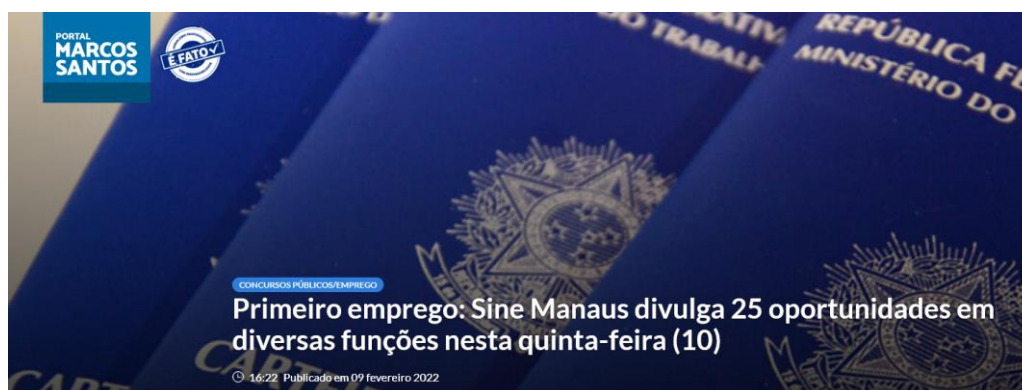 PORTAL
MARCOS
SANTOS
É FATO
TRABALH
REPÚBLICA FE
MINISTÉRIO DO
CONCURSOS PÚBLICOS/EMPREGO
Primeiro emprego: Sine Manaus divulga 25 oportunidades em
diversas funções nesta quinta-feira (10)
16:22 Publicado em 09 fevereiro 2022